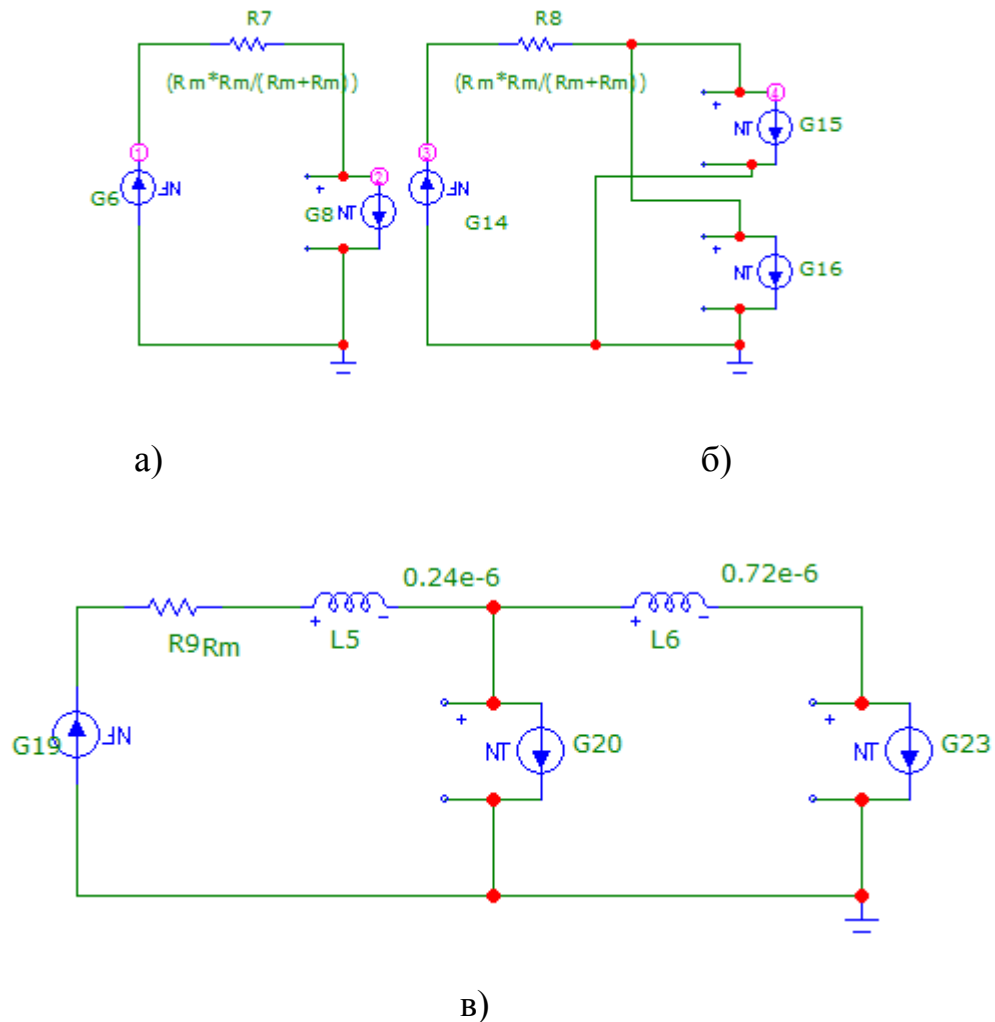 R7
R8
(Rm*Rm/(Rm+Rm))
(Rm*Rm/(Rm+Rm))
1
3
2
4
+
+
G6
NF
G8
NT
NF
G14
NT
G15
+
NT
G16
а)
б)
0.24e-6
0.72e-6
+
-
+
-
R9
Rm
L5
L6
G19
NF
+
NT
G20
+
NT
G23
в)